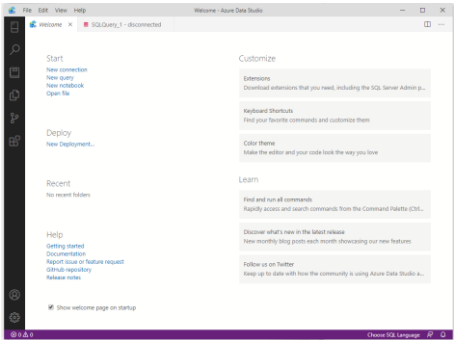 File Edit View Help
Welcome - Azure Data Studio
Welcome
SQLQuery_1 - disconnected
Start
New connection
New query
New notebook
Open file
Deploy
New Deployment...
Recent
No recent folders
Help
Getting started
Documentation
Report issue or feature request
GitHub repository
Release notes
Show welcome page on startup
Customize
Extensions
Download extensions that you need, including the SQL Server Admin p...
Keyboard Shortcuts
Find your favorite commands and customize them
Color theme
Make the editor and your code look the way you love
Learn
Find and run all commands
Rapidly access and search commands from the Command Palette (Ctrl...
Discover what's new in the latest release
New monthly blog posts each month showcasing our new features
Follow us on Twitter
Keep up to date with how the community is using Azure Data Studio a...
0 0
Choose SQL Language